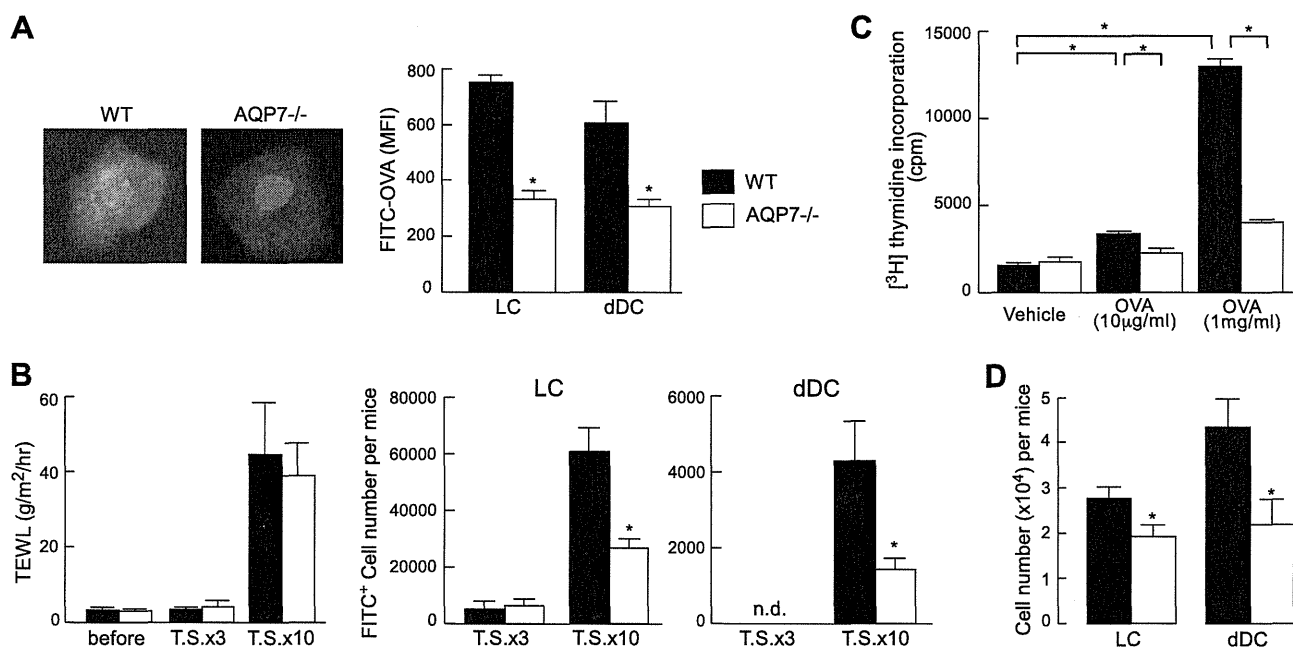 A
WT
AQP7-/-
FITC-OVA (MFI)
800
600
400
200
0
*
*
LC
dDC
WT
AQP7-/-
C
[³H] thymidine incorporation
(cpm)
15000
10000
5000
0
*
*
*
*
Vehicle
OVA
(10μg/ml)
OVA
(1mg/ml)
B
TEWL (g/m²/hr)
60
40
20
0
before
T.S.x3
T.S.x10
FITC⁺ Cell number per mice
LC
80000
60000
40000
20000
0
*
T.S.x3
T.S.x10
dDC
6000
4000
2000
0
n.d.
*
T.S.x3
T.S.x10
D
Cell number (x10⁴) per mice
5
4
3
2
1
0
*
*
LC
dDC